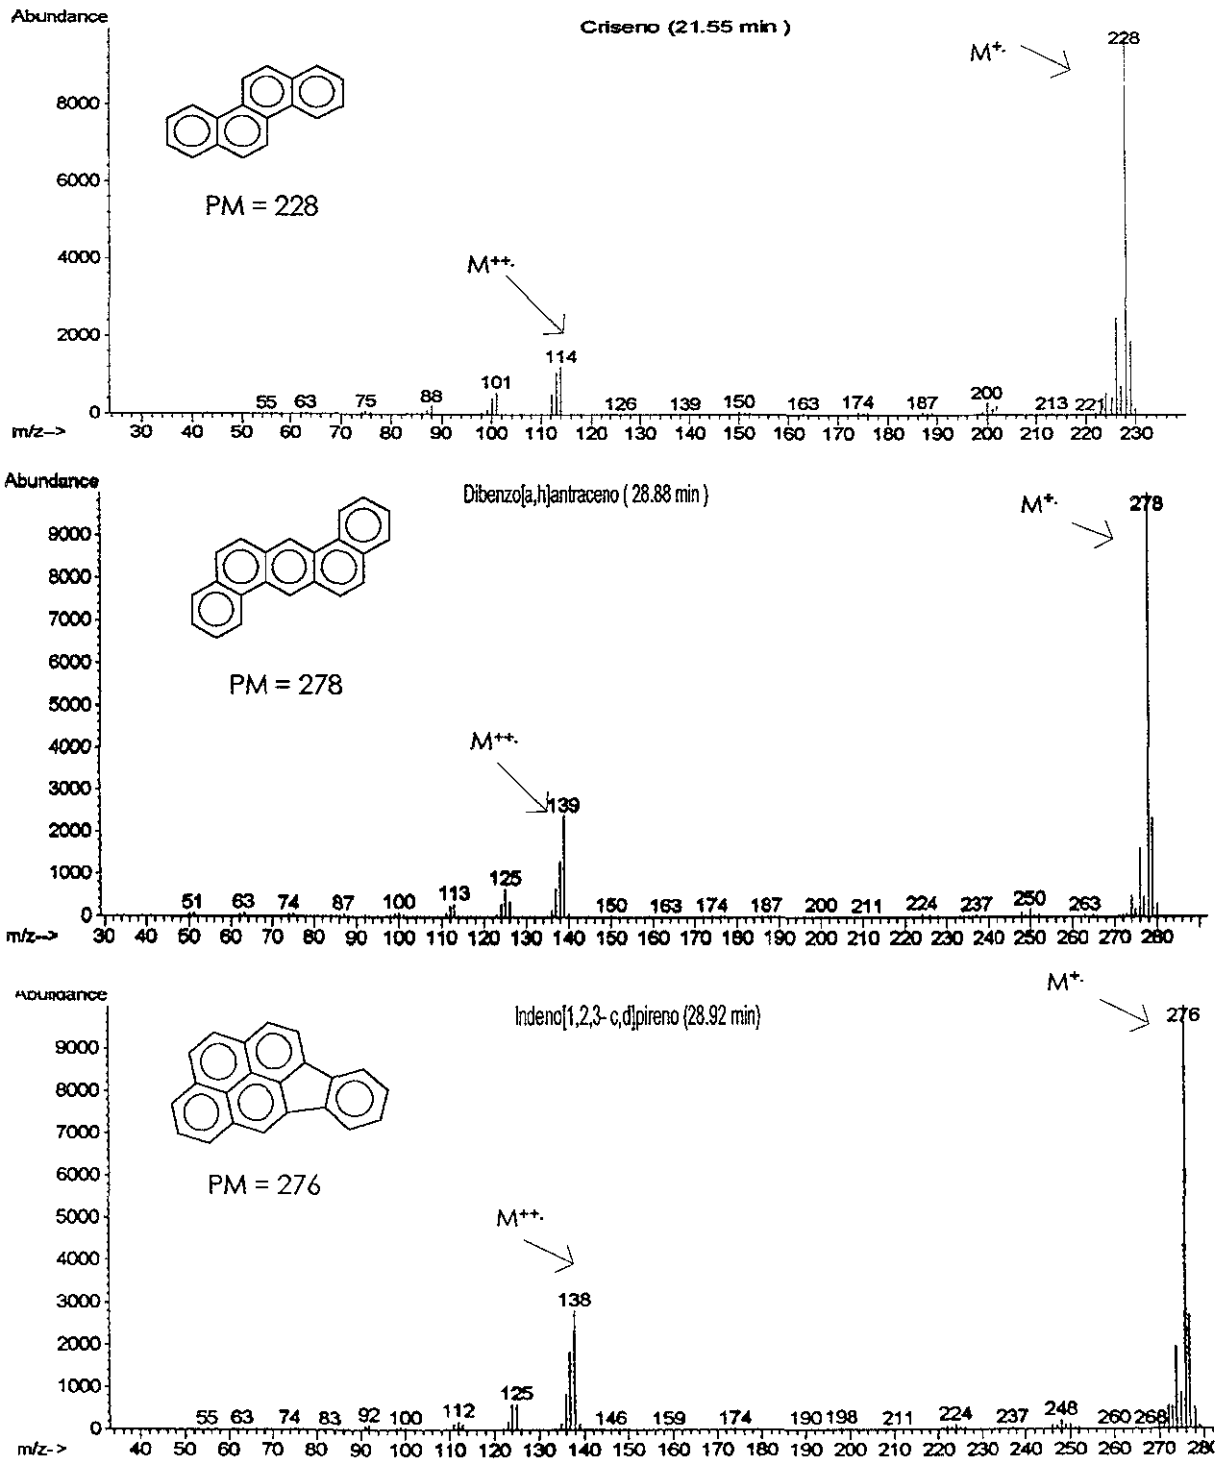 Abundance
Criseno (21.55 min )
M+.
228
8000
6000
PM = 228
4000
M++.
2000
114
101
88
55 63 75 126 139 150 163 174 187 200 213 221
0
m/z--> 30 40 50 60 70 80 90 100 110 120 130 140 150 160 170 180 190 200 210 220 230
Abundance
Dibenzo[a,h]antraceno ( 28.88 min )
M+.
278
9000
8000
7000
6000
PM = 278
5000
4000
M++.
3000
139
2000
1000
51 63 74 87 100 113 125 150 163 174 187 200 211 224 237 250 263
0
m/z--> 30 40 50 60 70 80 90 100 110 120 130 140 150 160 170 180 190 200 210 220 230 240 250 260 270 280
Abundance
Indeno[1,2,3- c,d]pireno (28.92 min)
M+.
276
9000
8000
7000
6000
PM = 276
5000
M++.
4000
3000
138
2000
1000
55 63 74 83 92 100 112 125 146 159 174 190 198 211 224 237 248 260 268
0
m/z-> 40 50 60 70 80 90 100 110 120 130 140 150 160 170 180 190 200 210 220 230 240 250 260 270 280